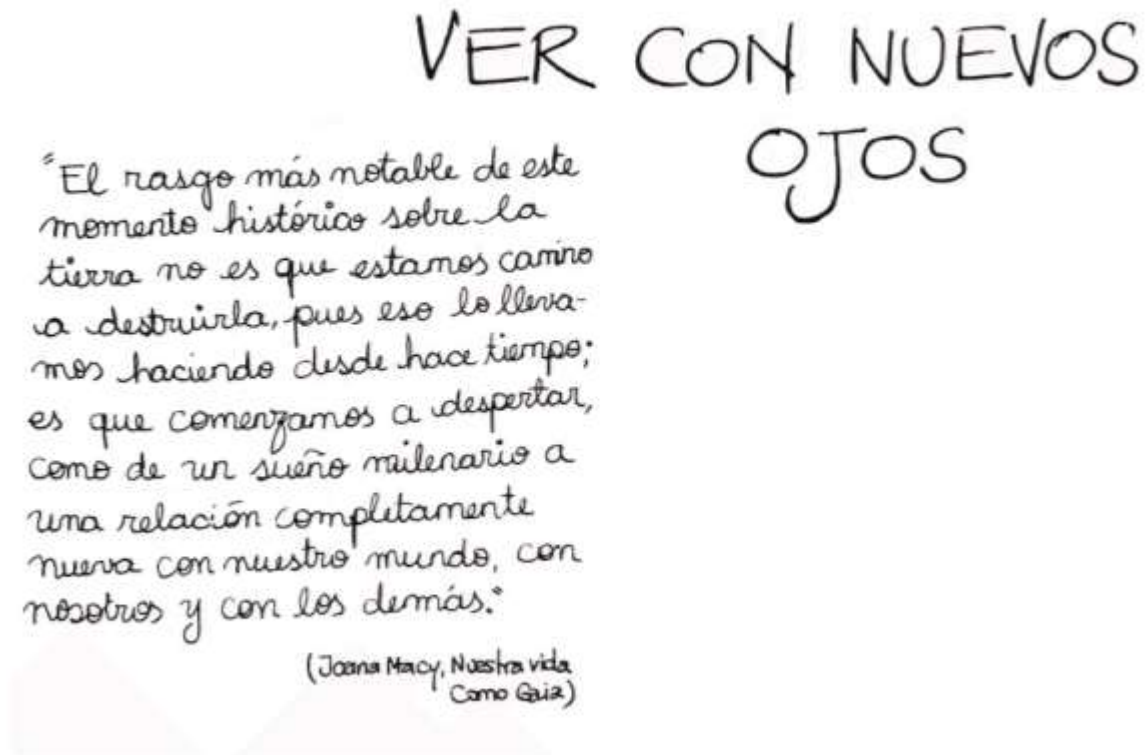 VER CON NUEVOS
OJOS
"El rasgo más notable de este
momento histórico sobre la
tierra no es que estamos camino
a destruirla, pues eso lo lleva-
mos haciendo desde hace tiempo;
es que comenzamos a despertar,
como de un sueño milenario a
una relación completamente
nueva con nuestro mundo, con
nosotros y con los demás."
(Joana Macy, Nuestra vida
Como Gaia)